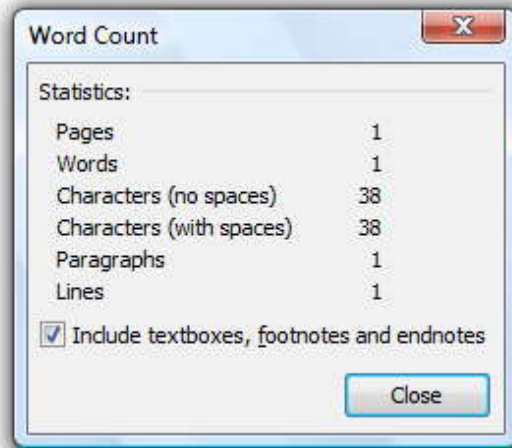 Word Count
Statistics:
Pages 1
Words 1
Characters (no spaces) 38
Characters (with spaces) 38
Paragraphs 1
Lines 1
Include textboxes, footnotes and endnotes
Close